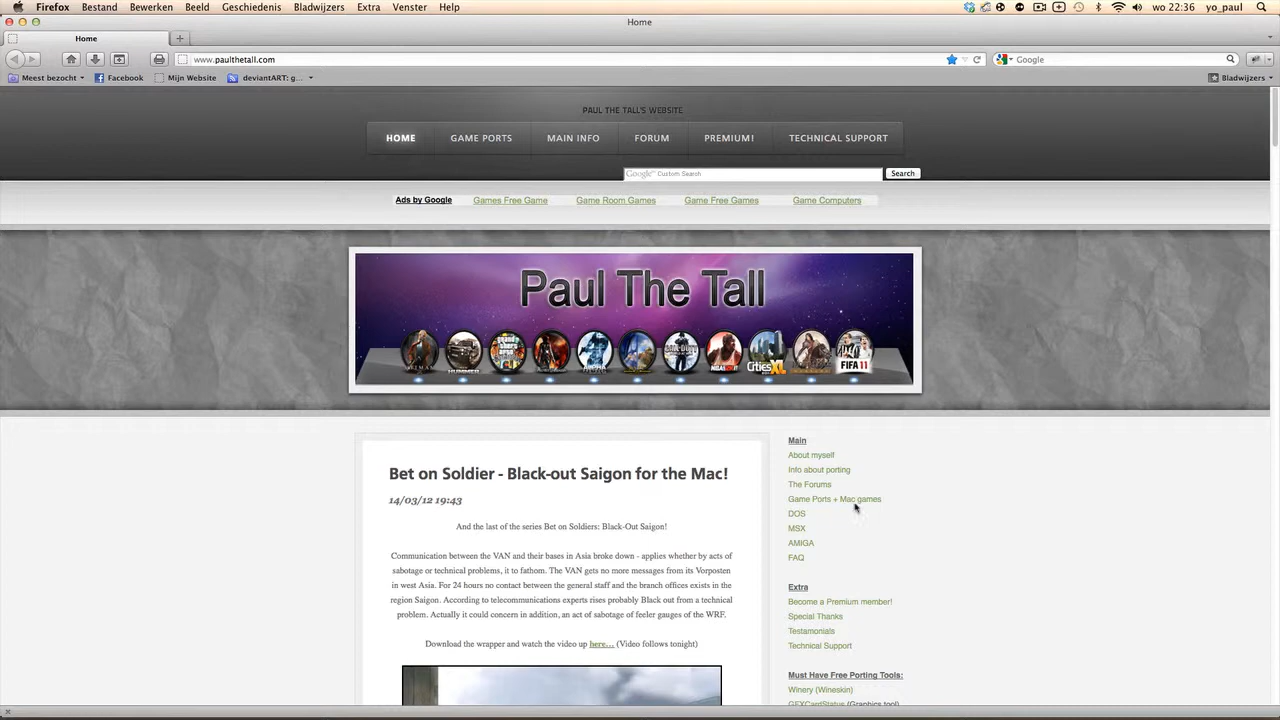 Firefox Bestand Bewerken Beeld Geschiedenis Bladwijzers Extra Venster Help wo 22:36 yo_paul
Home
Home
www.paulthetall.com Google
Meest bezocht Facebook Mijn Website deviantART: g... Bladwijzers
PAUL THE TALL'S WEBSITE
HOME GAME PORTS MAIN INFO FORUM PREMIUM! TECHNICAL SUPPORT
Google™ Custom Search Search
Ads by Google Games Free Game Game Room Games Game Free Games Game Computers
Paul The Tall
HUMMER ALPHA CITIES XL FIFA 11
Main
About myself
Info about porting
The Forums
Game Ports + Mac games
DOS
MSX
AMIGA
FAQ
Extra
Become a Premium member!
Special Thanks
Testamonials
Technical Support
Must Have Free Porting Tools:
Winery (Wineskin)
GFXCardStatus (Graphics tool)
Bet on Soldier - Black-out Saigon for the Mac!
14/03/12 19:43
And the last of the series Bet on Soldiers: Black-Out Saigon!
Communication between the VAN and their bases in Asia broke down - applies whether by acts of
sabotage or technical problems, it to fathom. The VAN gets no more messages from its Vorposten
in west Asia. For 24 hours no contact between the general staff and the branch offices exists in the
region Saigon. According to telecommunications experts rises probably Black out from a technical
problem. Actually it could concern in addition, an act of sabotage of feeler gauges of the WRF.
Download the wrapper and watch the video up here... (Video follows tonight)